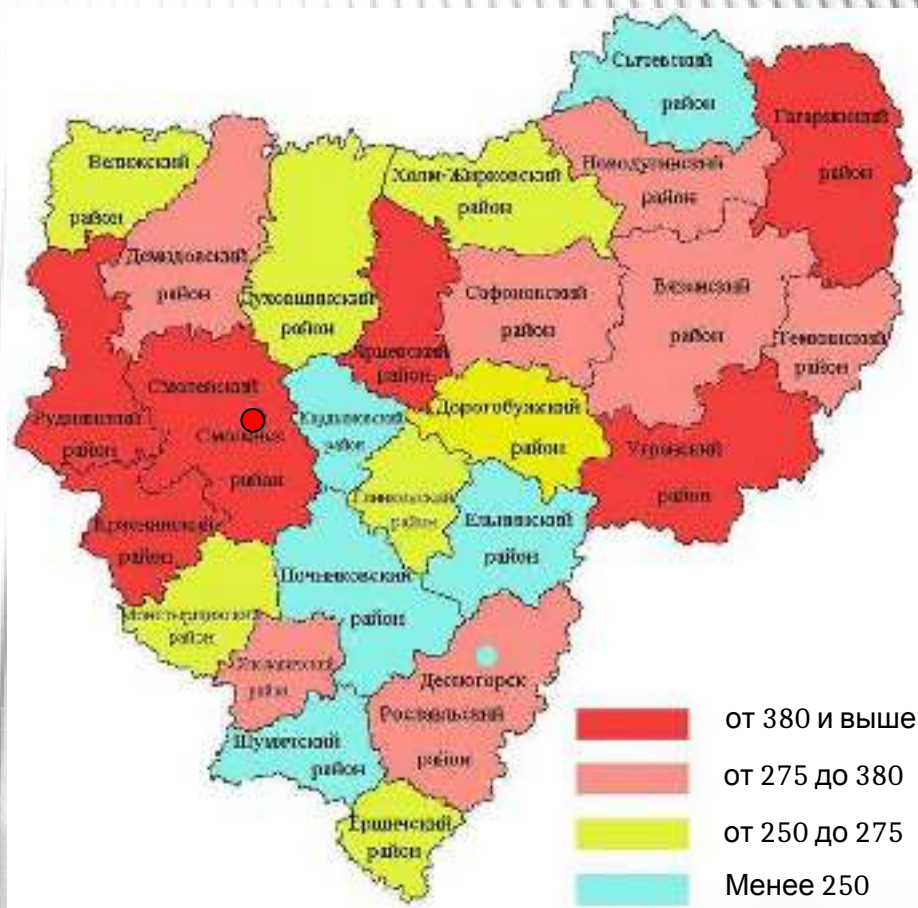 Сычевский
район
Гагаринский
район
Новодугинский
район
Велижский
район
Холм-Жирковский
район
Демидовский
район
Духовщинский
район
Сафоновский
район
Вяземский
район
Темкинский
район
Ярцевский
район
Смоленский
Смоленск
район
Руднянский
район
Кардымовский
район
Дорогобужский
район
Угранский
район
Глинковский
район
Ельнинский
район
Краснинский
район
Починковский
район
Монастырщинский
район
Хиславичский
район
Десногорск
Рославльский
район
Шумячский
район
Ершичский
район
от 380 и выше
от 275 до 380
от 250 до 275
Менее 250